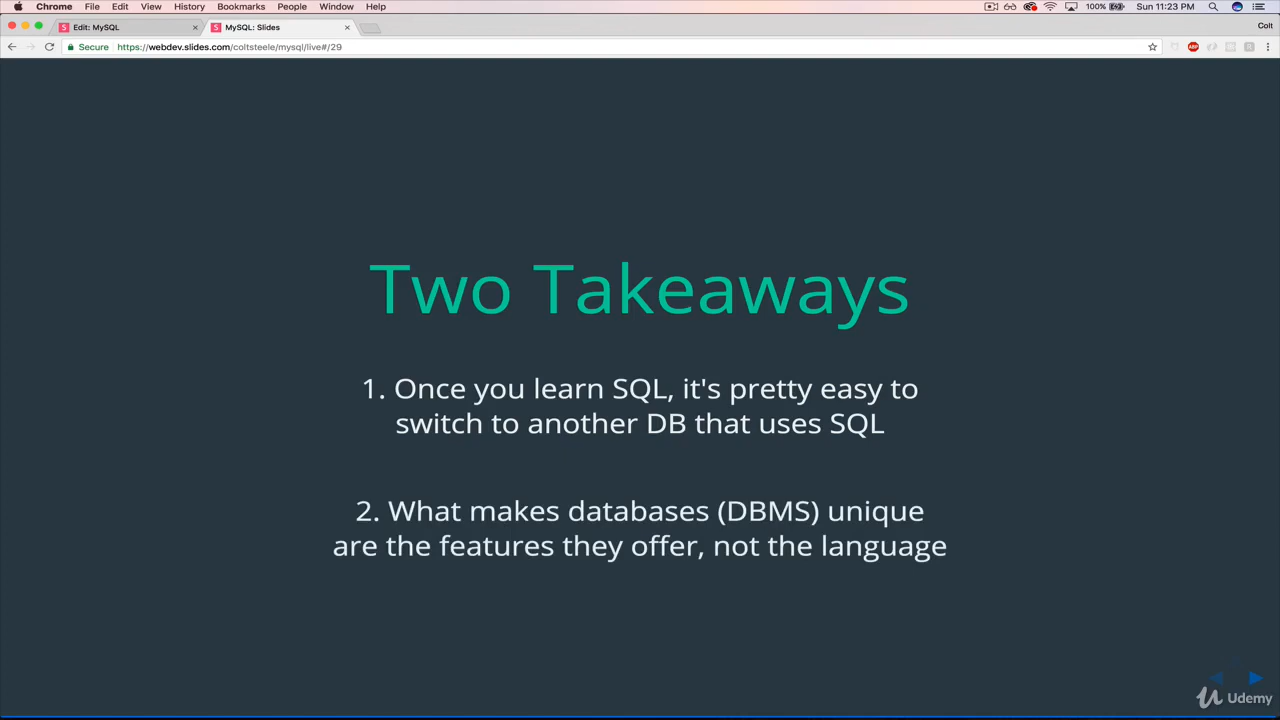 Chrome File Edit View History Bookmarks People Window Help 100% Sun 11:23 PM
Edit: MySQL MySQL: Slides Colt
Secure https://webdev.slides.com/coltsteele/mysql/live#/29
ABP
Two Takeaways
1. Once you learn SQL, it's pretty easy to
switch to another DB that uses SQL
2. What makes databases (DBMS) unique
are the features they offer, not the language
Udemy